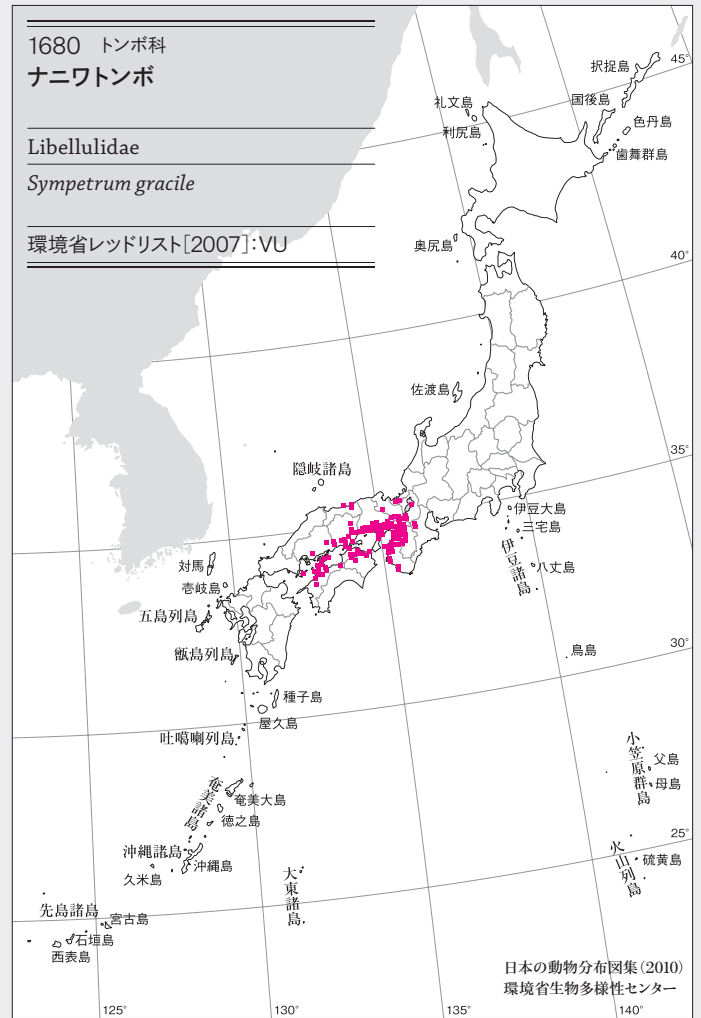 1680 トンボ科
ナニワトンボ
Libellulidae
Sympetrum gracile
環境省レッドリスト[2007]:VU
択捉島
45°
礼文島
国後島
利尻島
色丹島
歯舞群島
奥尻島
40°
佐渡島
35°
隠岐諸島
伊豆大島
三宅島
伊豆諸島
八丈島
対馬
壱岐島
五島列島
甑島列島
鳥島
30°
種子島
屋久島
吐噶喇列島
小笠原群島
父島
母島
奄美諸島
奄美大島
徳之島
25°
沖縄諸島
沖縄島
久米島
火山列島
硫黄島
大東諸島
先島諸島
宮古島
石垣島
西表島
日本の動物分布図集(2010)
環境省生物多様性センター
125°
130°
135°
140°